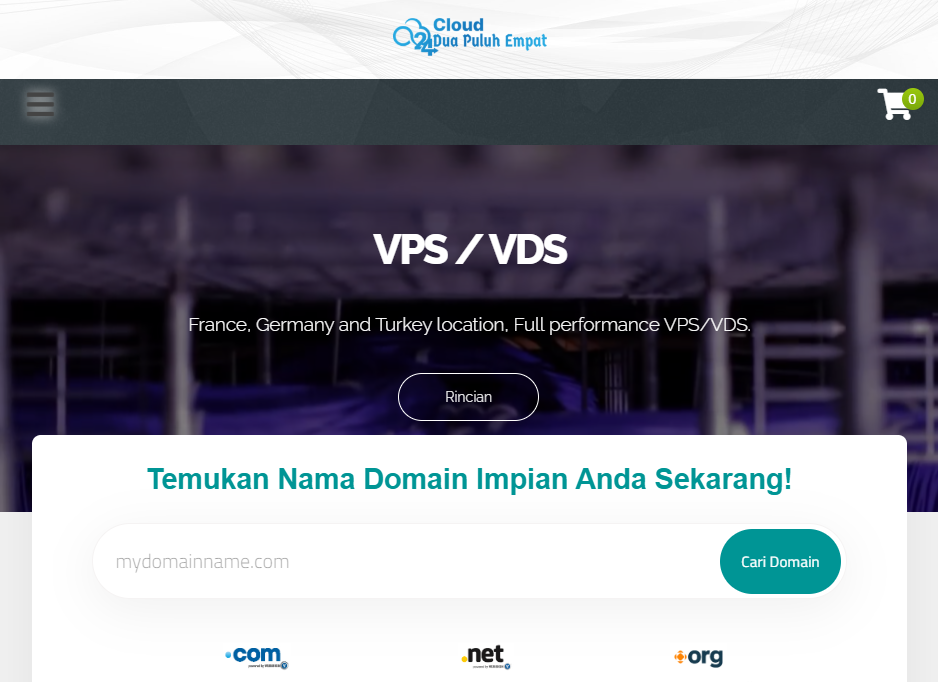 Cloud
24
Dua Puluh Empat
0
VPS / VDS
France, Germany and Turkey location, Full performance VPS/VDS.
Rincian
Temukan Nama Domain Impian Anda Sekarang!
mydomainname.com
Cari Domain
.com
.net
org